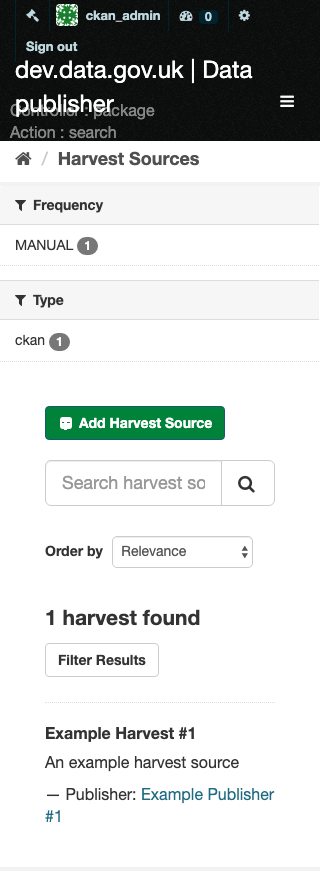 ckan_admin 0
Sign out
dev.data.gov.uk | Data
publisher
Controller : package
Action : search
/ Harvest Sources
Frequency
MANUAL 1
Type
ckan 1
Add Harvest Source
Search harvest so
Order by Relevance
1 harvest found
Filter Results
Example Harvest #1
An example harvest source
— Publisher: Example Publisher
#1